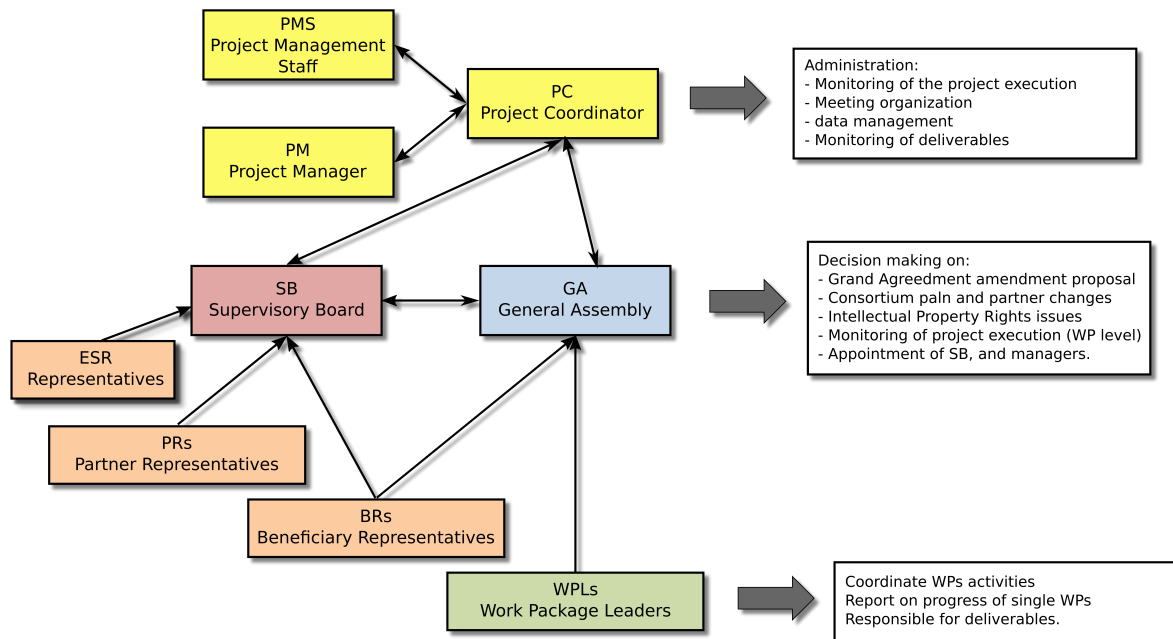 PMS
Project Management
Staff
PC
Project Coordinator
PM
Project Manager
Administration:
- Monitoring of the project execution
- Meeting organization
- data management
- Monitoring of deliverables
SB
Supervisory Board
GA
General Assembly
Decision making on:
- Grand Agreedment amendment proposal
- Consortium paln and partner changes
- Intellectual Property Rights issues
- Monitoring of project execution (WP level)
- Appointment of SB, and managers.
ESR
Representatives
PRs
Partner Representatives
BRs
Beneficiary Representatives
WPLs
Work Package Leaders
Coordinate WPs activities
Report on progress of single WPs
Responsible for deliverables.